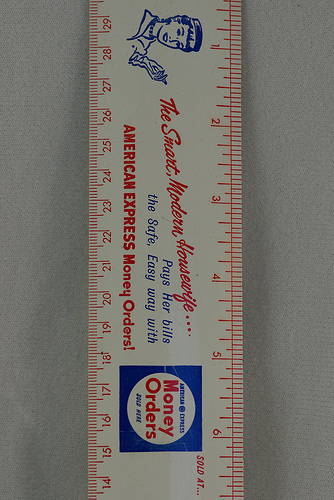 The Smart, Modern Housewife....
Pays Her bills
the Safe, Easy way with
AMERICAN EXPRESS Money Orders!
AMERICAN EXPRESS
Money
Orders
SOLD HERE
SOLD AT...
1 2 3 4 5 6
29 28 27 26 25 24 23 22 21 20 19 18 17 16 15 14